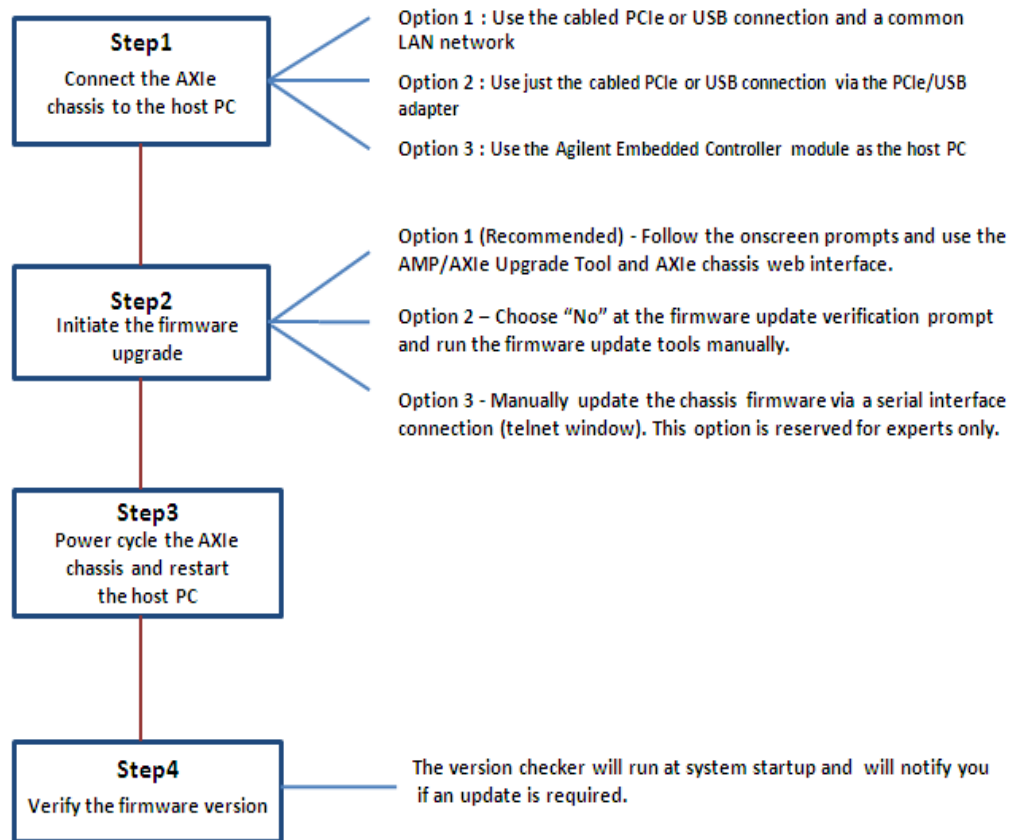 Step1
Connect the AXIe
chassis to the host PC
Option 1 : Use the cabled PCIe or USB connection and a common
LAN network
Option 2 : Use just the cabled PCIe or USB connection via the PCIe/USB
adapter
Option 3 : Use the Agilent Embedded Controller module as the host PC
Step2
Initiate the firmware
upgrade
Option 1 (Recommended) - Follow the onscreen prompts and use the
AMP/AXIe Upgrade Tool and AXIe chassis web interface.
Option 2 – Choose “No” at the firmware update verification prompt
and run the firmware update tools manually.
Option 3 - Manually update the chassis firmware via a serial interface
connection (telnet window). This option is reserved for experts only.
Step3
Power cycle the AXIe
chassis and restart
the host PC
Step4
Verify the firmware version
The version checker will run at system startup and will notify you
if an update is required.